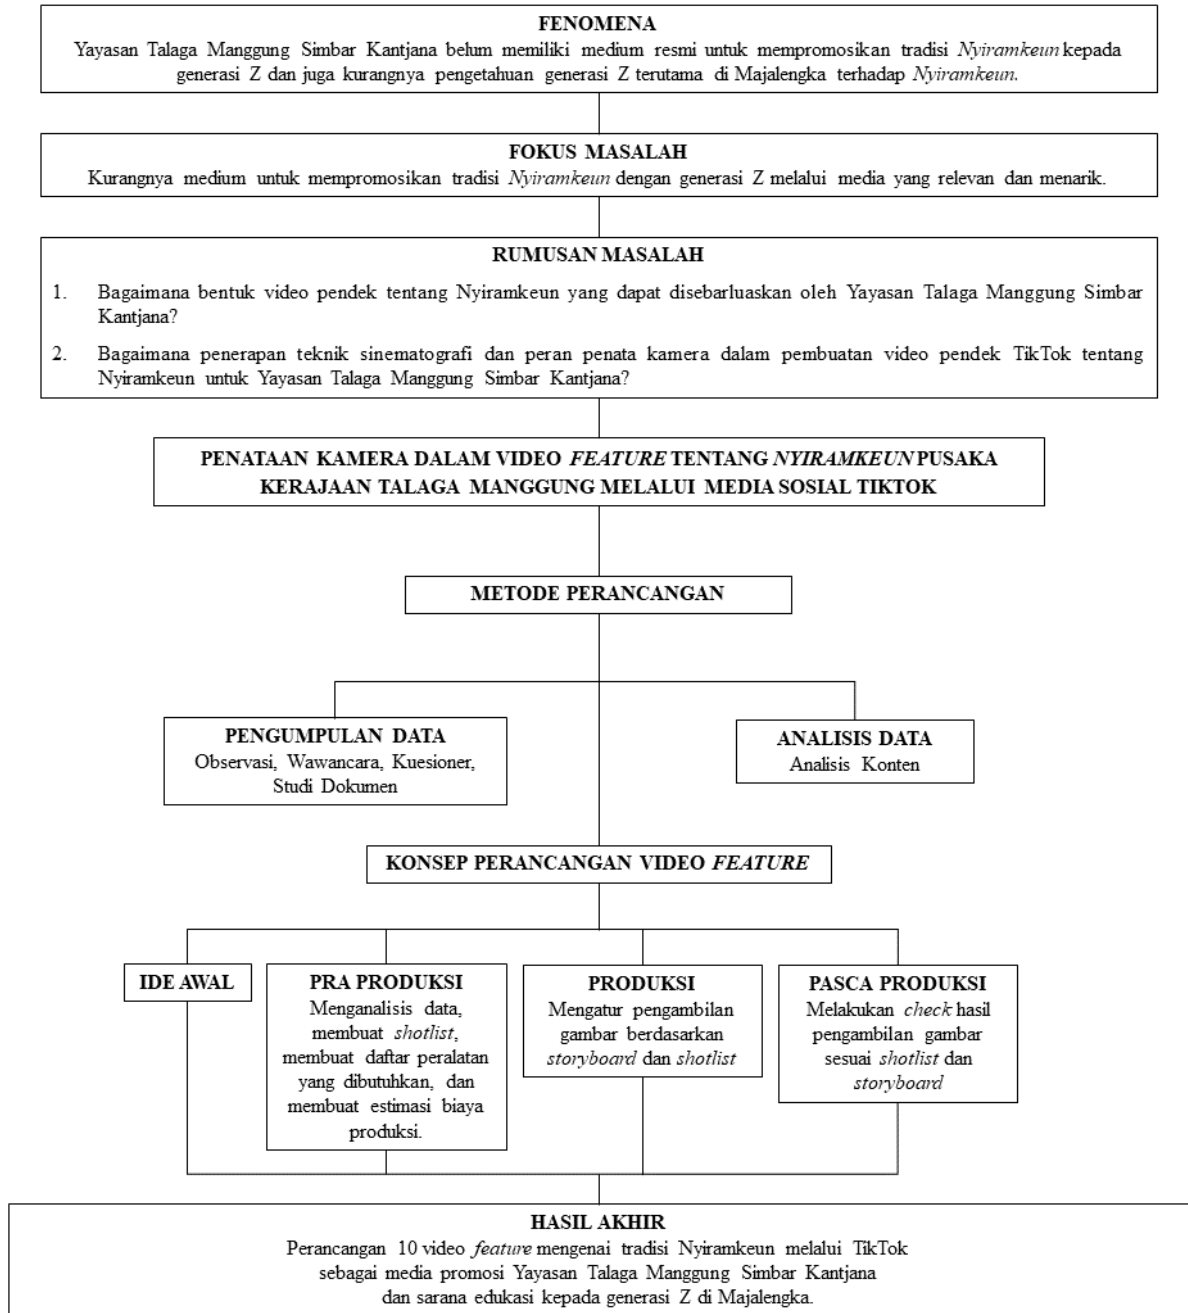 FENOMENA
Yayasan Talaga Manggung Simbar Kantjana belum memiliki medium resmi untuk mempromosikan tradisi Nyiramkeun kepada
generasi Z dan juga kurangnya pengetahuan generasi Z terutama di Majalengka terhadap Nyiramkeun.
FOKUS MASALAH
Kurangnya medium untuk mempromosikan tradisi Nyiramkeun dengan generasi Z melalui media yang relevan dan menarik.
RUMUSAN MASALAH
1. Bagaimana bentuk video pendek tentang Nyiramkeun yang dapat disebarluaskan oleh Yayasan Talaga Manggung Simbar
Kantjana?
2. Bagaimana penerapan teknik sinematografi dan peran penata kamera dalam pembuatan video pendek TikTok tentang
Nyiramkeun untuk Yayasan Talaga Manggung Simbar Kantjana?
PENATAAN KAMERA DALAM VIDEO FEATURE TENTANG NYIRAMKEUN PUSAKA
KERAJAAN TALAGA MANGGUNG MELALUI MEDIA SOSIAL TIKTOK
METODE PERANCANGAN
PENGUMPULAN DATA
Observasi, Wawancara, Kuesioner,
Studi Dokumen
ANALISIS DATA
Analisis Konten
KONSEP PERANCANGAN VIDEO FEATURE
IDE AWAL
PRA PRODUKSI
Menganalisis data,
membuat shotlist,
membuat daftar peralatan
yang dibutuhkan, dan
membuat estimasi biaya
produksi.
PRODUKSI
Mengatur pengambilan
gambar berdasarkan
storyboard dan shotlist
PASCA PRODUKSI
Melakukan check hasil
pengambilan gambar
sesuai shotlist dan
storyboard
HASIL AKHIR
Perancangan 10 video feature mengenai tradisi Nyiramkeun melalui TikTok
sebagai media promosi Yayasan Talaga Manggung Simbar Kantjana
dan sarana edukasi kepada generasi Z di Majalengka.